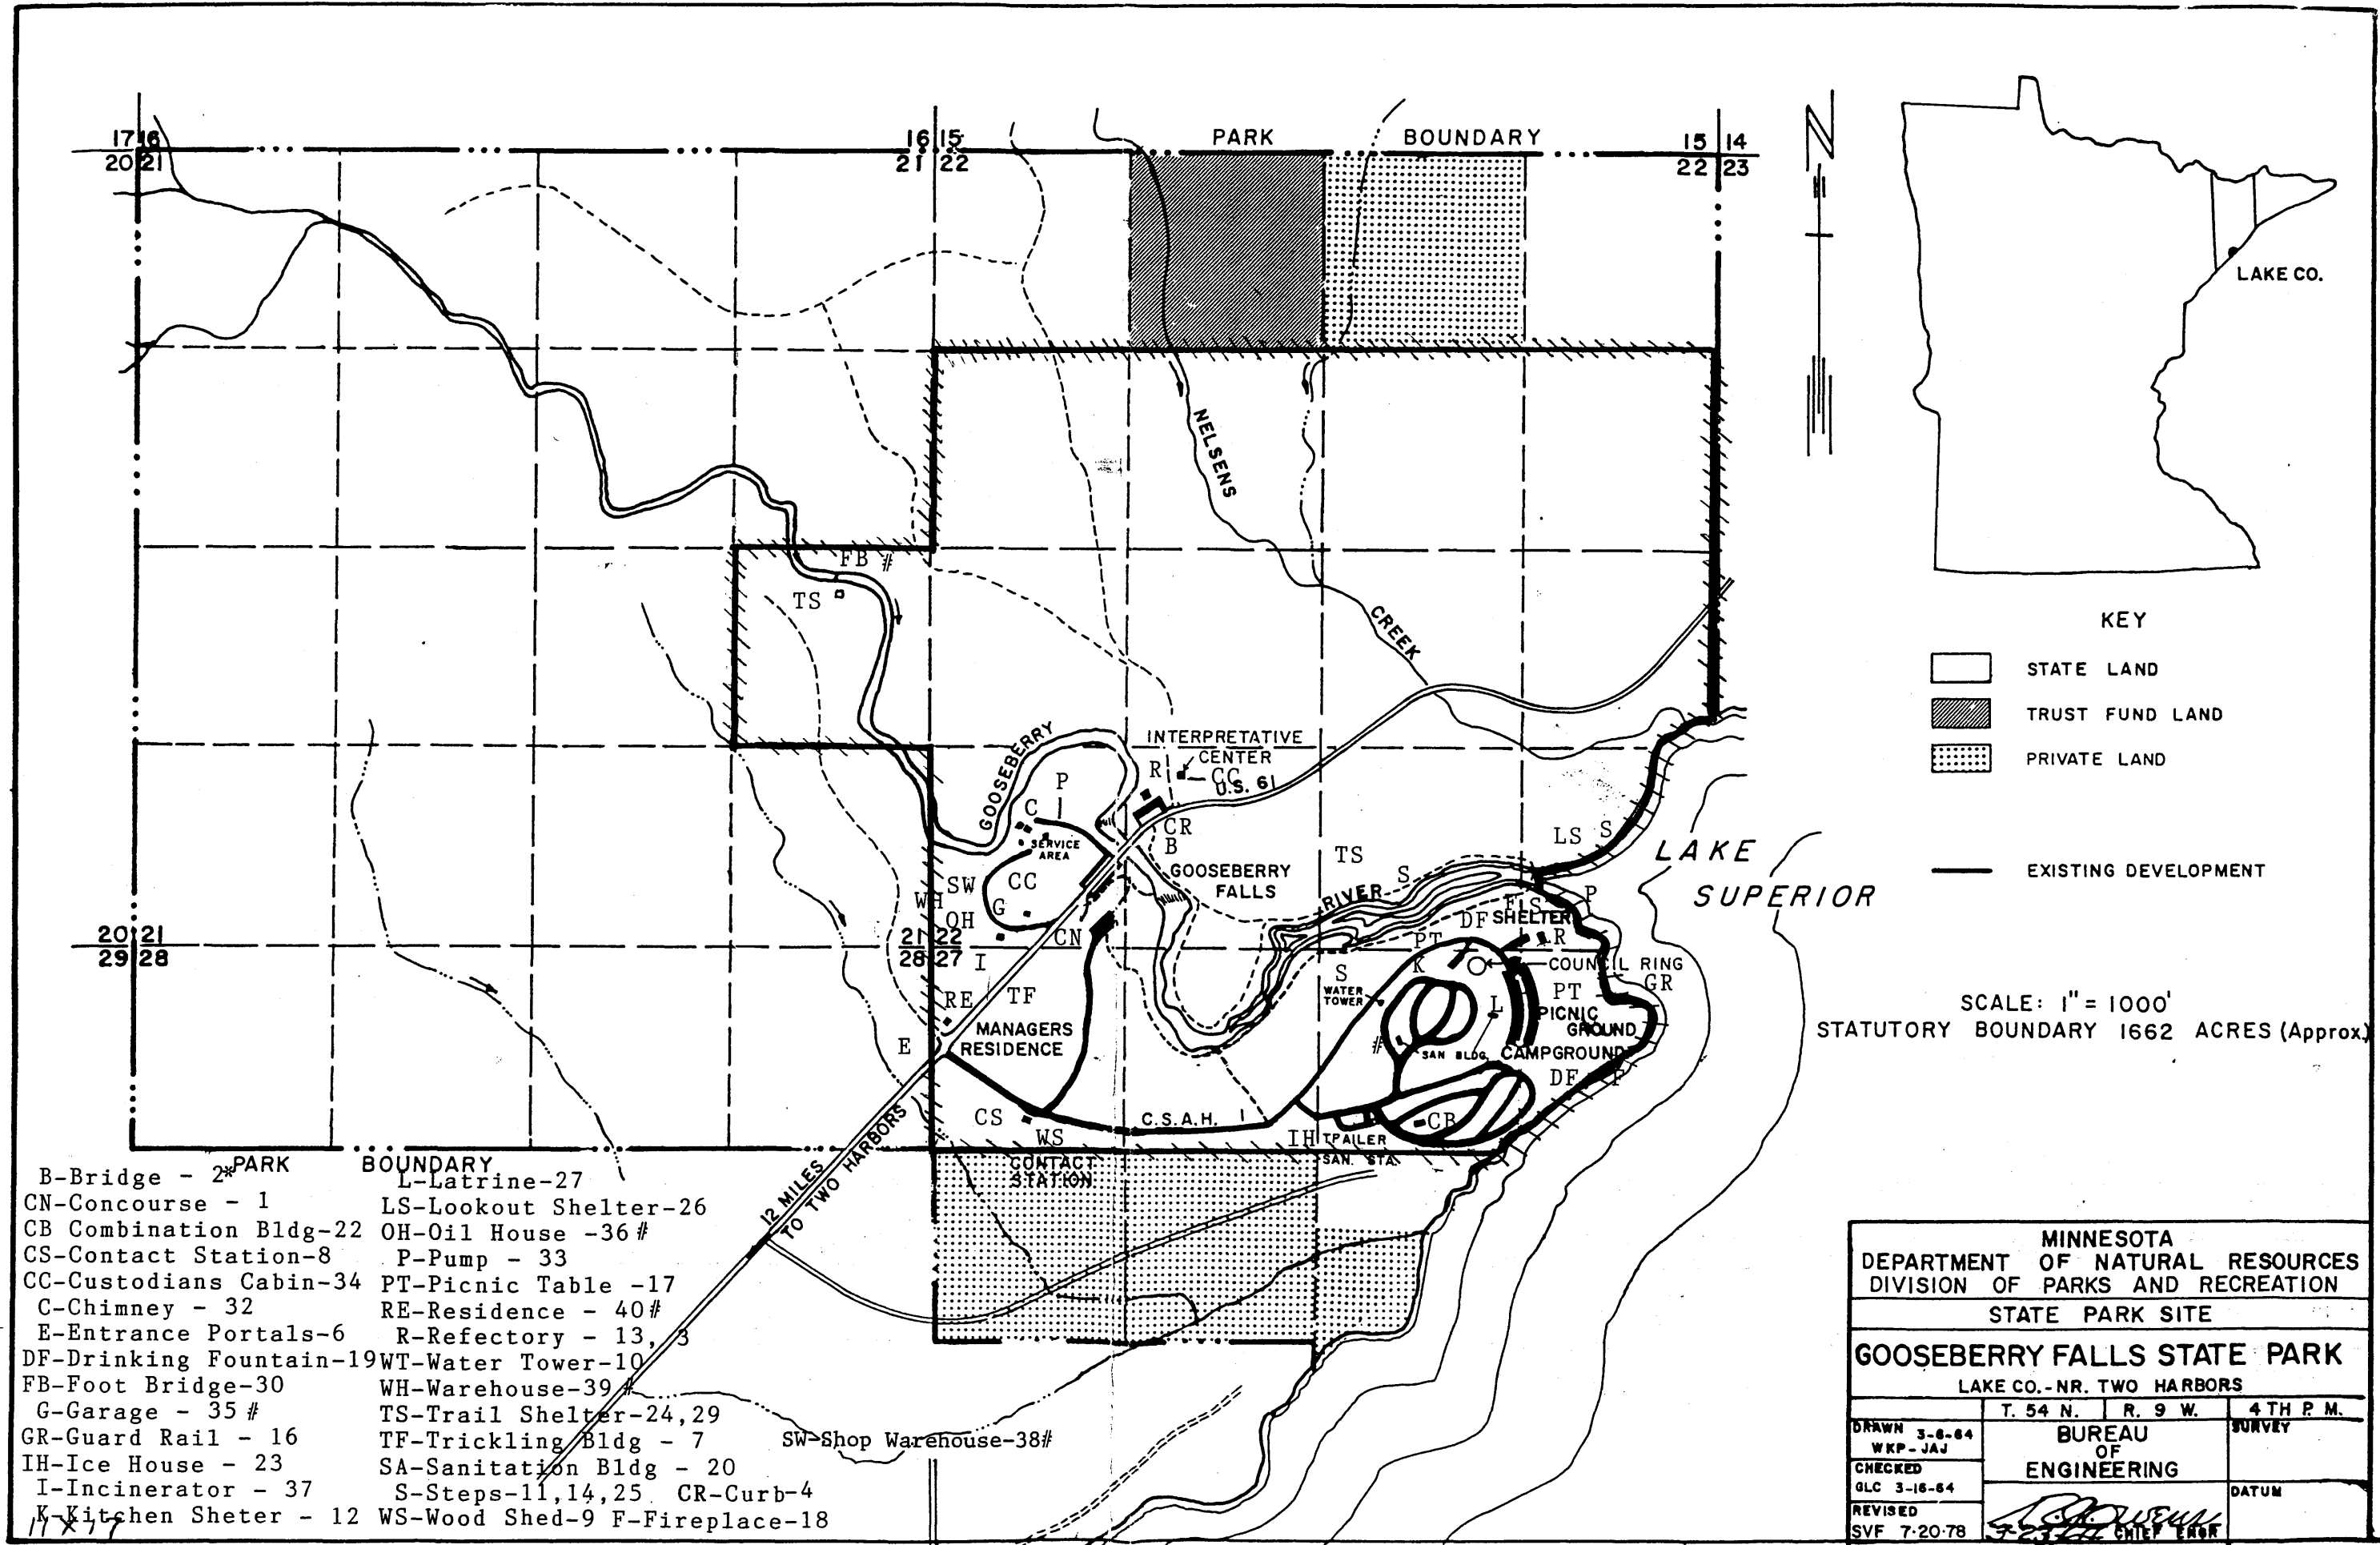 17 16
20 21
16 15
21 22
PARK BOUNDARY
15 14
22 23
N
LAKE CO.
NELSENS
CREEK
KEY
STATE LAND
TRUST FUND LAND
PRIVATE LAND
EXISTING DEVELOPMENT
FB #
TS
GOOSEBERRY
INTERPRETATIVE
CENTER
R
CC
U.S. 61
P
C
SERVICE
AREA
CR
B
LS S
LAKE
SUPERIOR
TS
SW
CC
WH
G
OH
GOOSEBERRY
FALLS
S
RIVER
F S
P
DF
SHELTER
CN
PT
LR
20 21
29 28
21 22
28 27
I
S
K
COUNCIL RING
GR
WATER
TOWER
L
PT
RE
TF
PICNIC
GROUND
MANAGERS
RESIDENCE
E
#
SAN BLDG.
CAMPGROUND
DF F
SCALE: 1" = 1000'
STATUTORY BOUNDARY 1662 ACRES (Approx.)
CS
WS
C.S.A.H. 1
IH
TRAILER
SAN. STA.
CB
CONTACT
STATION
12 MILES
TO TWO HARBORS
PARK BOUNDARY
B-Bridge - 2*
CN-Concourse - 1
CB Combination Bldg-22
CS-Contact Station-8
CC-Custodians Cabin-34
C-Chimney - 32
E-Entrance Portals-6
DF-Drinking Fountain-19
FB-Foot Bridge-30
G-Garage - 35 #
GR-Guard Rail - 16
IH-Ice House - 23
I-Incinerator - 37
K-Kitchen Sheter - 12
11 x 17
L-Latrine-27
LS-Lookout Shelter-26
OH-Oil House -36 #
P-Pump - 33
PT-Picnic Table -17
RE-Residence - 40#
R-Refectory - 13, 3
WT-Water Tower-10
WH-Warehouse-39 #
TS-Trail Shelter-24,29
TF-Trickling Bldg - 7
SA-Sanitation Bldg - 20
S-Steps-11,14,25 CR-Curb-4
WS-Wood Shed-9 F-Fireplace-18
SW-Shop Warehouse-38#
MINNESOTA
DEPARTMENT OF NATURAL RESOURCES
DIVISION OF PARKS AND RECREATION
STATE PARK SITE
GOOSEBERRY FALLS STATE PARK
LAKE CO.-NR. TWO HARBORS
T. 54 N. R. 9 W. 4 TH P. M.
DRAWN 3-6-64
WKP-JAJ
CHECKED
GLC 3-16-64
REVISED
SVF 7-20-78
BUREAU
OF
ENGINEERING
CHIEF ENGR
SURVEY
DATUM